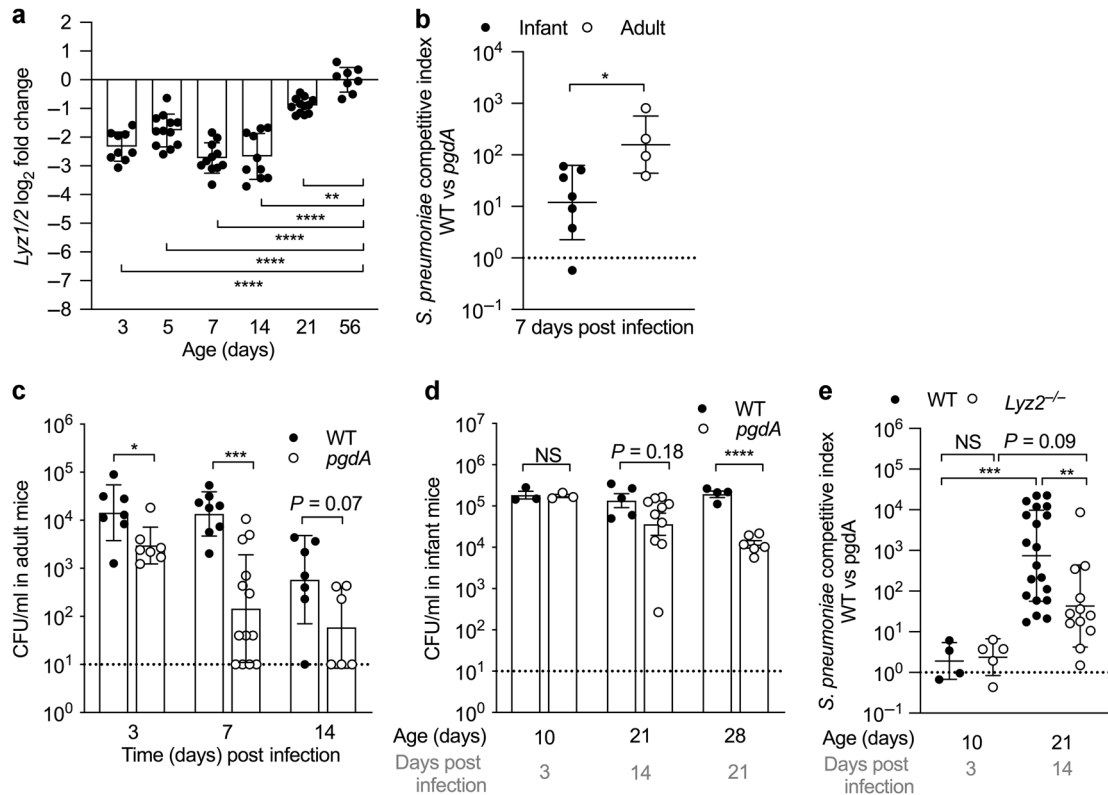 a
Lyz1/2 log2 fold change
2
1
0
−1
−2
−3
−4
−5
−6
−7
−8
**
****
****
****
****
3 5 7 14 21 56
Age (days)
b
Infant Adult
S. pneumoniae competitive index
WT vs pgdA
10^4
10^3
10^2
10^1
10^0
10^−1
*
7 days post infection
c
CFU/ml in adult mice
10^6
10^5
10^4
10^3
10^2
10^1
10^0
WT
pgdA
*
***
P = 0.07
3 7 14
Time (days) post infection
d
CFU/ml in infant mice
10^7
10^6
10^5
10^4
10^3
10^2
10^1
10^0
WT
pgdA
NS
P = 0.18
****
Age (days) 10 21 28
Days post 3 14 21
infection
e
WT Lyz2−/−
S. pneumoniae competitive index
WT vs pgdA
10^6
10^5
10^4
10^3
10^2
10^1
10^0
10^−1
NS
P = 0.09
***
**
Age (days) 10 21
Days post 3 14
infection